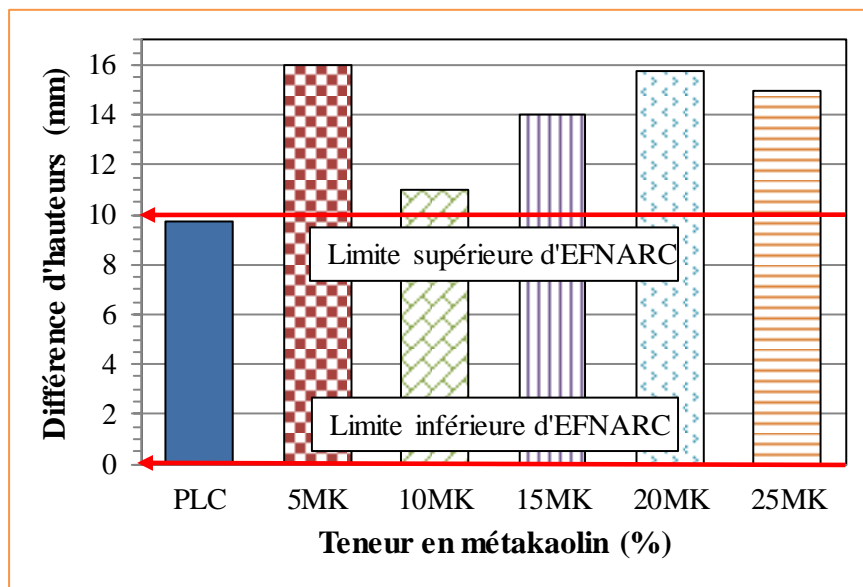 Différence d'hauteurs (mm)
16
14
12
10
8
6
4
2
0
Limite supérieure d'EFNARC
Limite inférieure d'EFNARC
PLC 5MK 10MK 15MK 20MK 25MK
Teneur en métakaolin (%)